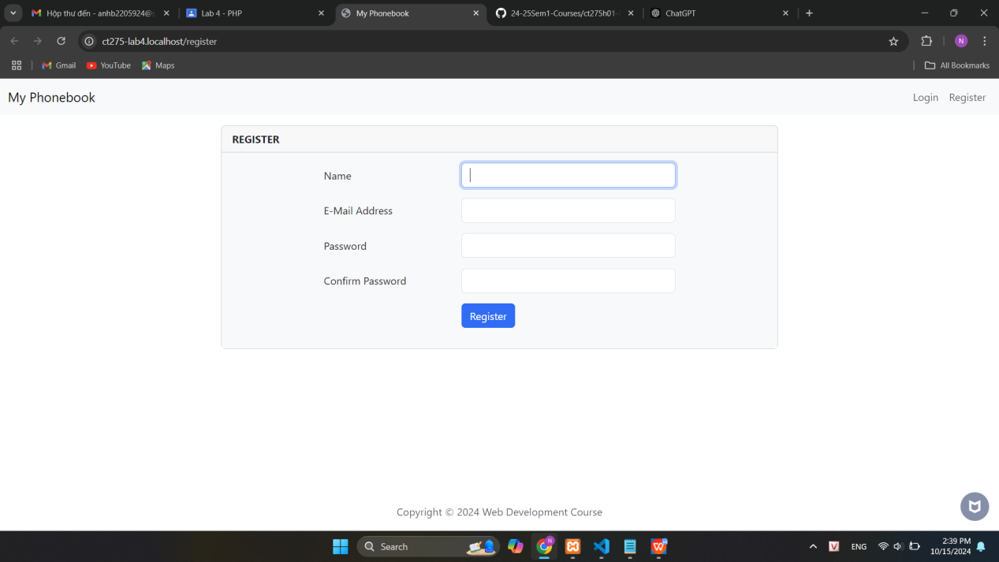 Hộp thư đến - anhb2205924@
Lab 4 - PHP
My Phonebook
24-25Sem1-Courses/ct275h01-
ChatGPT
ct275-lab4.localhost/register
N
Gmail
YouTube
Maps
All Bookmarks
My Phonebook
Login
Register
REGISTER
Name
E-Mail Address
Password
Confirm Password
Register
Copyright © 2024 Web Development Course
Search
N
V
ENG
2:39 PM
10/15/2024